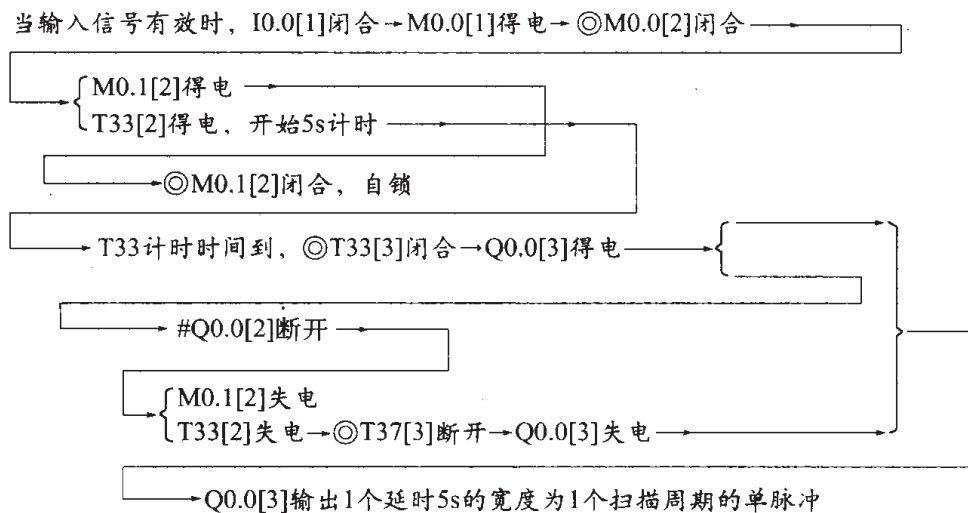 当输入信号有效时，I0.0[1]闭合→M0.0[1]得电→◎M0.0[2]闭合
M0.1[2]得电
T33[2]得电，开始5s计时
◎M0.1[2]闭合，自锁
T33计时时间到，◎T33[3]闭合→Q0.0[3]得电
#Q0.0[2]断开
M0.1[2]失电
T33[2]失电→◎T37[3]断开→Q0.0[3]失电
Q0.0[3]输出1个延时5s的宽度为1个扫描周期的单脉冲